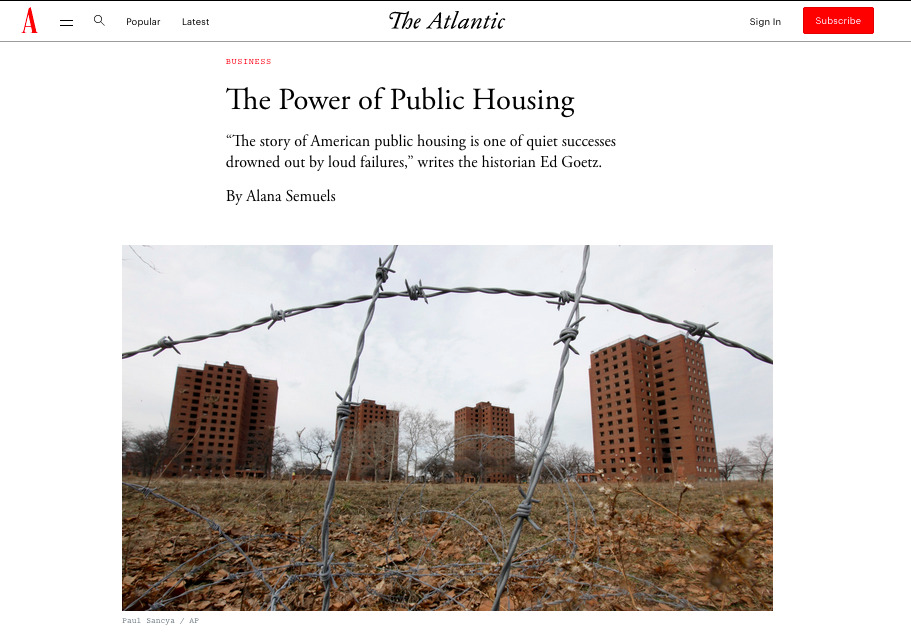 A
Popular
Latest
The Atlantic
Sign In
Subscribe
BUSINESS
The Power of Public Housing
“The story of American public housing is one of quiet successes
drowned out by loud failures,” writes the historian Ed Goetz.
By Alana Semuels
Paul Sancya / AP